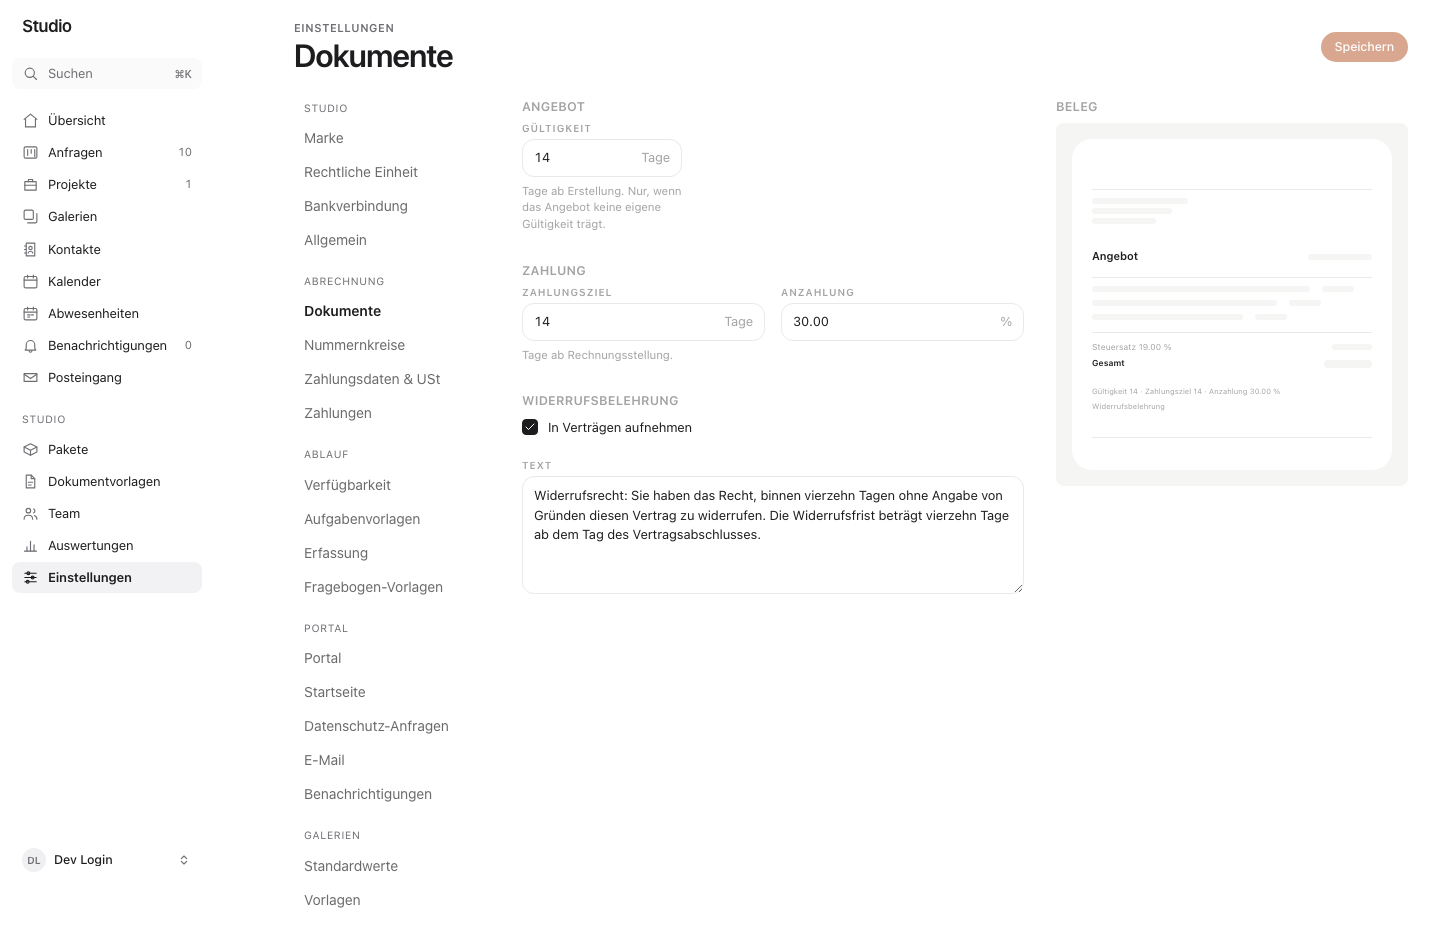 Studio
Suchen ⌘K
Übersicht
Anfragen 10
Projekte 1
Galerien
Kontakte
Kalender
Abwesenheiten
Benachrichtigungen 0
Posteingang
STUDIO
Pakete
Dokumentvorlagen
Team
Auswertungen
Einstellungen
DL Dev Login
EINSTELLUNGEN
Dokumente
Speichern
STUDIO
Marke
Rechtliche Einheit
Bankverbindung
Allgemein
ABRECHNUNG
Dokumente
Nummernkreise
Zahlungsdaten & USt
Zahlungen
ABLAUF
Verfügbarkeit
Aufgabenvorlagen
Erfassung
Fragebogen-Vorlagen
PORTAL
Portal
Startseite
Datenschutz-Anfragen
E-Mail
Benachrichtigungen
GALERIEN
Standardwerte
Vorlagen
ANGEBOT
GÜLTIGKEIT
14 Tage
Tage ab Erstellung. Nur, wenn
das Angebot keine eigene
Gültigkeit trägt.
ZAHLUNG
ZAHLUNGSZIEL ANZAHLUNG
14 Tage 30.00 %
Tage ab Rechnungsstellung.
WIDERRUFSBELEHRUNG
In Verträgen aufnehmen
TEXT
Widerrufsrecht: Sie haben das Recht, binnen vierzehn Tagen ohne Angabe von
Gründen diesen Vertrag zu widerrufen. Die Widerrufsfrist beträgt vierzehn Tage
ab dem Tag des Vertragsabschlusses.
BELEG
Angebot
Steuersatz 19.00 %
Gesamt
Gültigkeit 14 · Zahlungsziel 14 · Anzahlung 30.00 %
Widerrufsbelehrung